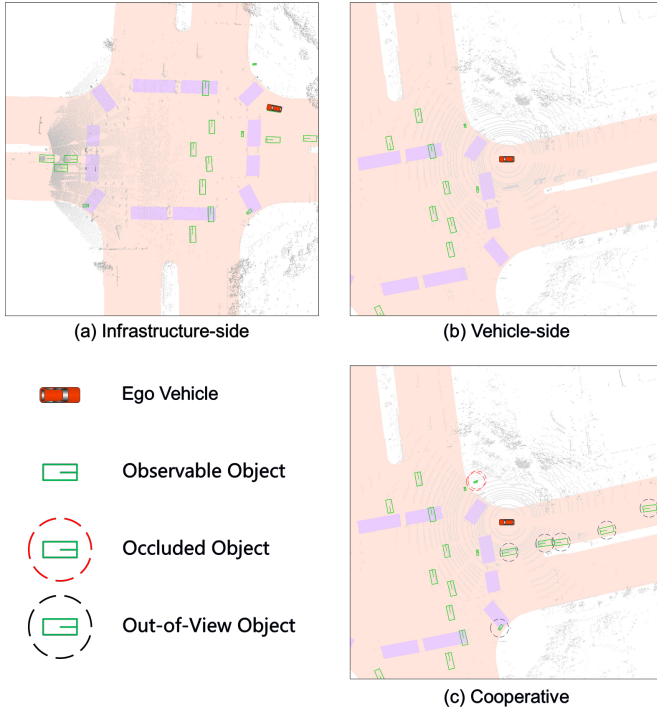 (a) Infrastructure-side
(b) Vehicle-side
Ego Vehicle
Observable Object
Occluded Object
Out-of-View Object
(c) Cooperative